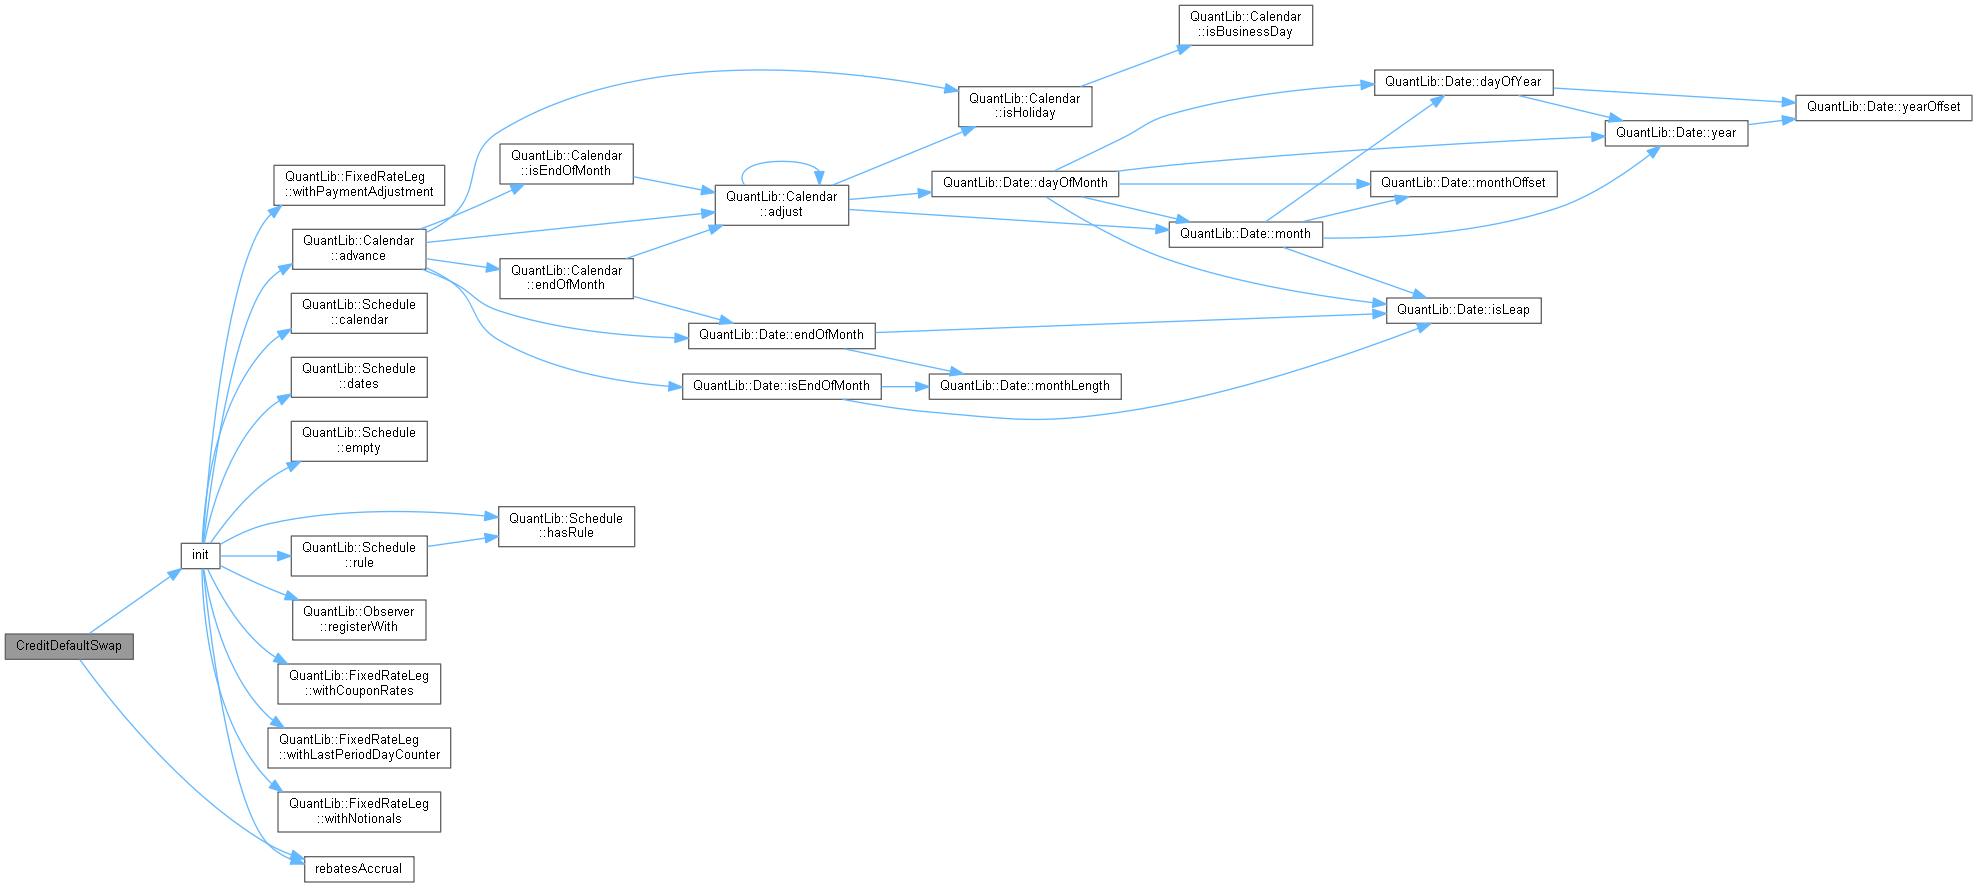 CreditDefaultSwap
init
QuantLib::FixedRateLeg
::withPaymentAdjustment
QuantLib::Calendar
::advance
QuantLib::Schedule
::calendar
QuantLib::Schedule
::dates
QuantLib::Schedule
::empty
QuantLib::Schedule
::rule
QuantLib::Observer
::registerWith
QuantLib::FixedRateLeg
::withCouponRates
QuantLib::FixedRateLeg
::withLastPeriodDayCounter
QuantLib::FixedRateLeg
::withNotionals
rebatesAccrual
QuantLib::Calendar
::isEndOfMonth
QuantLib::Calendar
::endOfMonth
QuantLib::Schedule
::hasRule
QuantLib::Calendar
::adjust
QuantLib::Date::endOfMonth
QuantLib::Date::isEndOfMonth
QuantLib::Calendar
::isHoliday
QuantLib::Date::dayOfMonth
QuantLib::Date::monthLength
QuantLib::Calendar
::isBusinessDay
QuantLib::Date::month
QuantLib::Date::dayOfYear
QuantLib::Date::monthOffset
QuantLib::Date::isLeap
QuantLib::Date::year
QuantLib::Date::yearOffset